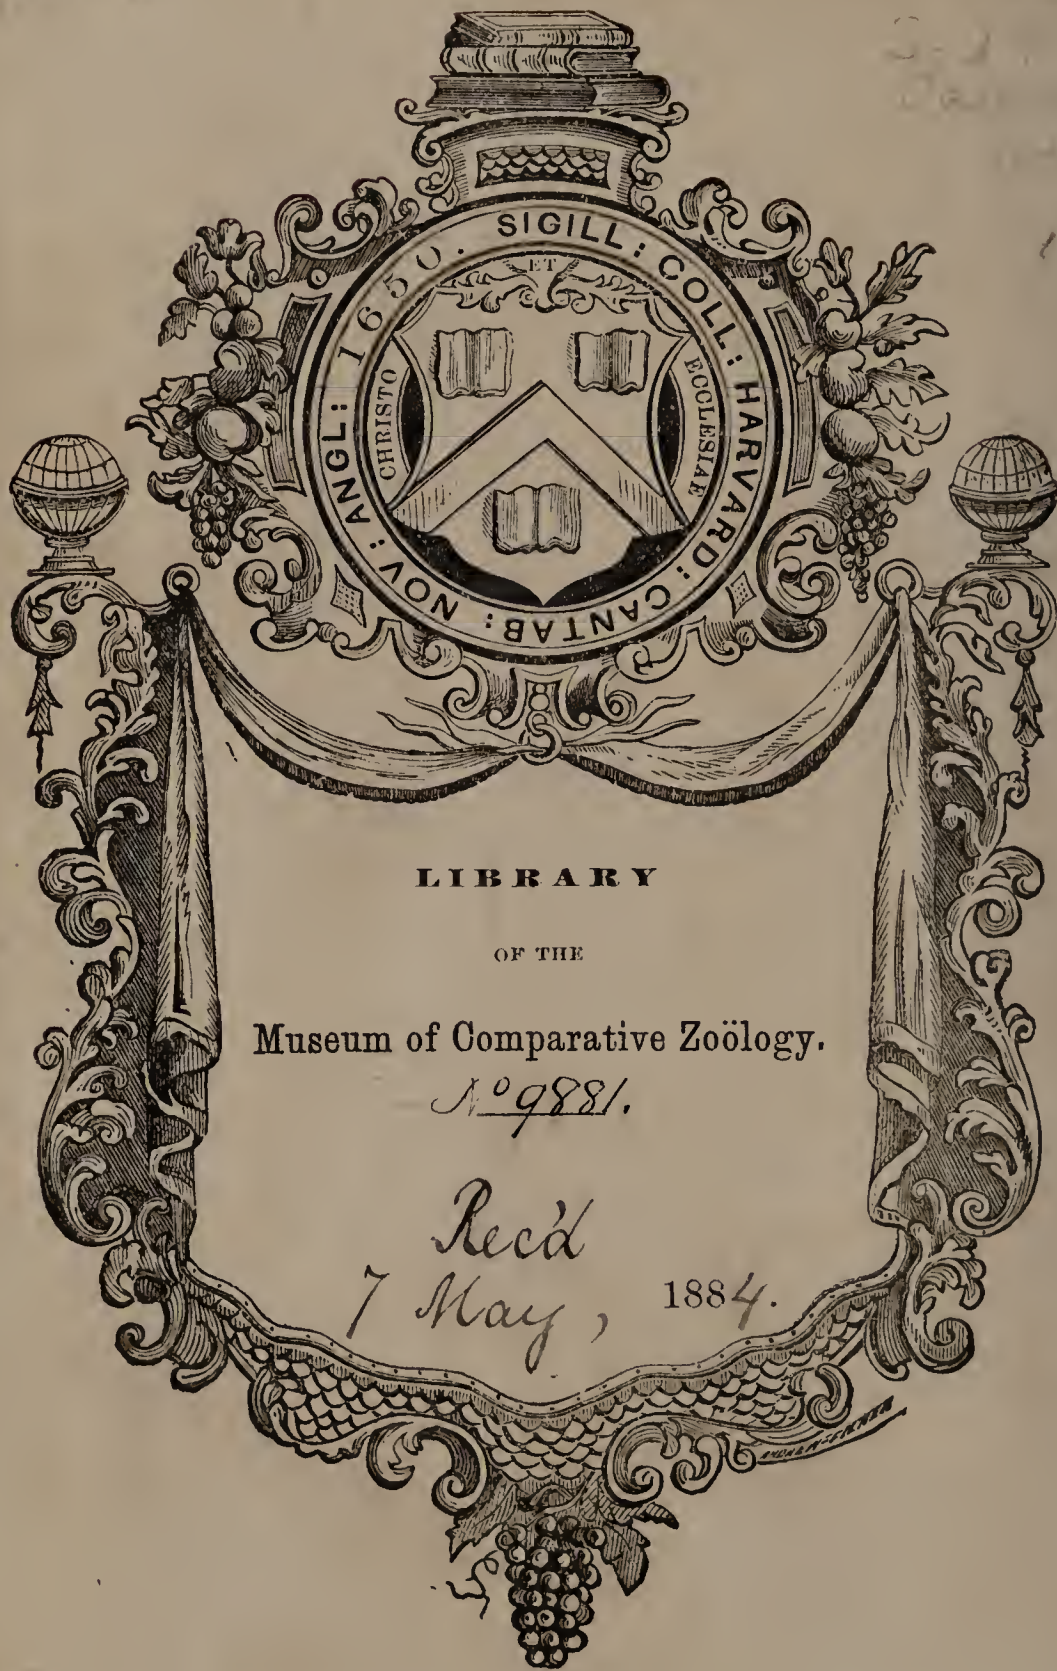 SIGILL: COLL: HARVARD: CANTAB: NOV: ANGL: 1650.
ET
CHRISTO
ECCLESIAE
LIBRARY
OF THE
Museum of Comparative Zoölogy.
No 9881.
Rec'd
7 May, 1884.